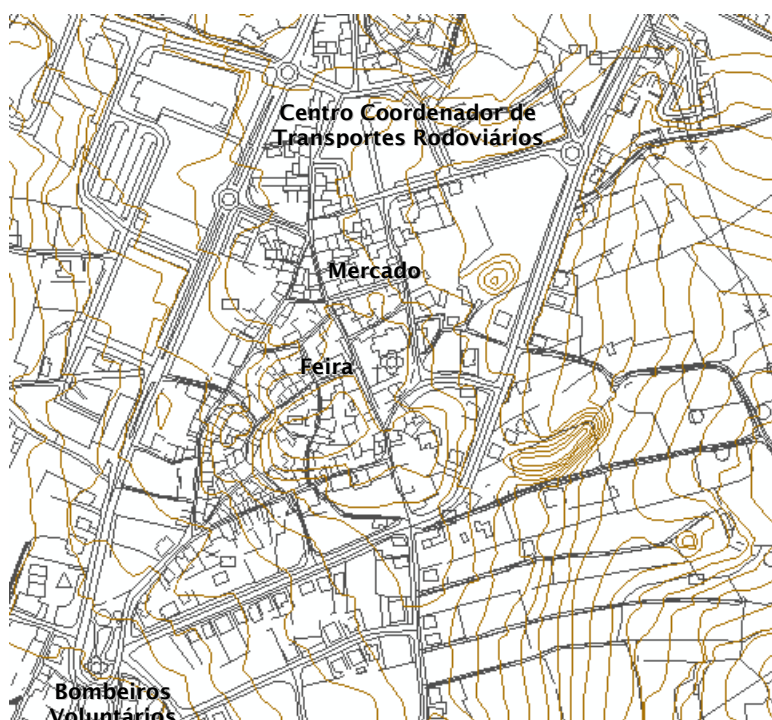 Centro Coordenador de
Transportes Rodoviários
Mercado
Feira
Bombeiros
Voluntários